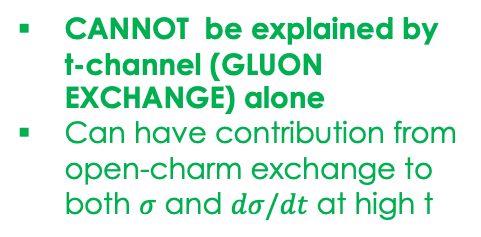 ▪ CANNOT be explained by
t-channel (GLUON
EXCHANGE) alone
▪ Can have contribution from
open-charm exchange to
both 𝜎 and 𝑑𝜎/𝑑𝑡 at high t